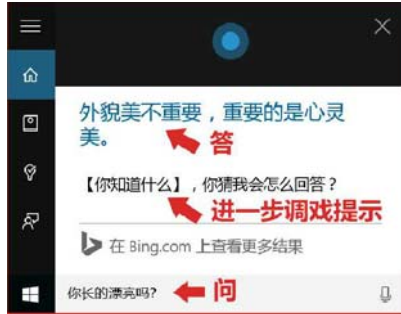 外貌美不重要，重要的是心灵
美。
答
【你知道什么】，你猜我会怎么回答？
进一步调戏提示
在 Bing.com 上查看更多结果
你长的漂亮吗?
问